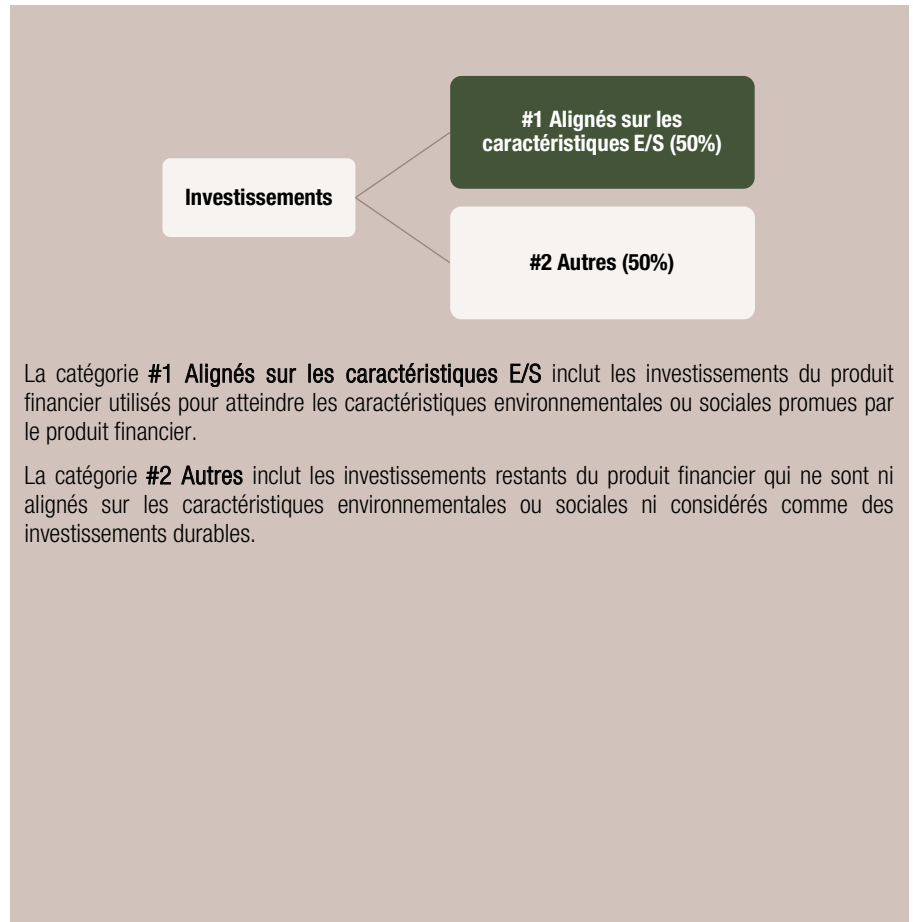 #1 Alignés sur les
caractéristiques E/S (50%)
Investissements
#2 Autres (50%)
La catégorie #1 Alignés sur les caractéristiques E/S inclut les investissements du produit
financier utilisés pour atteindre les caractéristiques environnementales ou sociales promues par
le produit financier.
La catégorie #2 Autres inclut les investissements restants du produit financier qui ne sont ni
alignés sur les caractéristiques environnementales ou sociales ni considérés comme des
investissements durables.